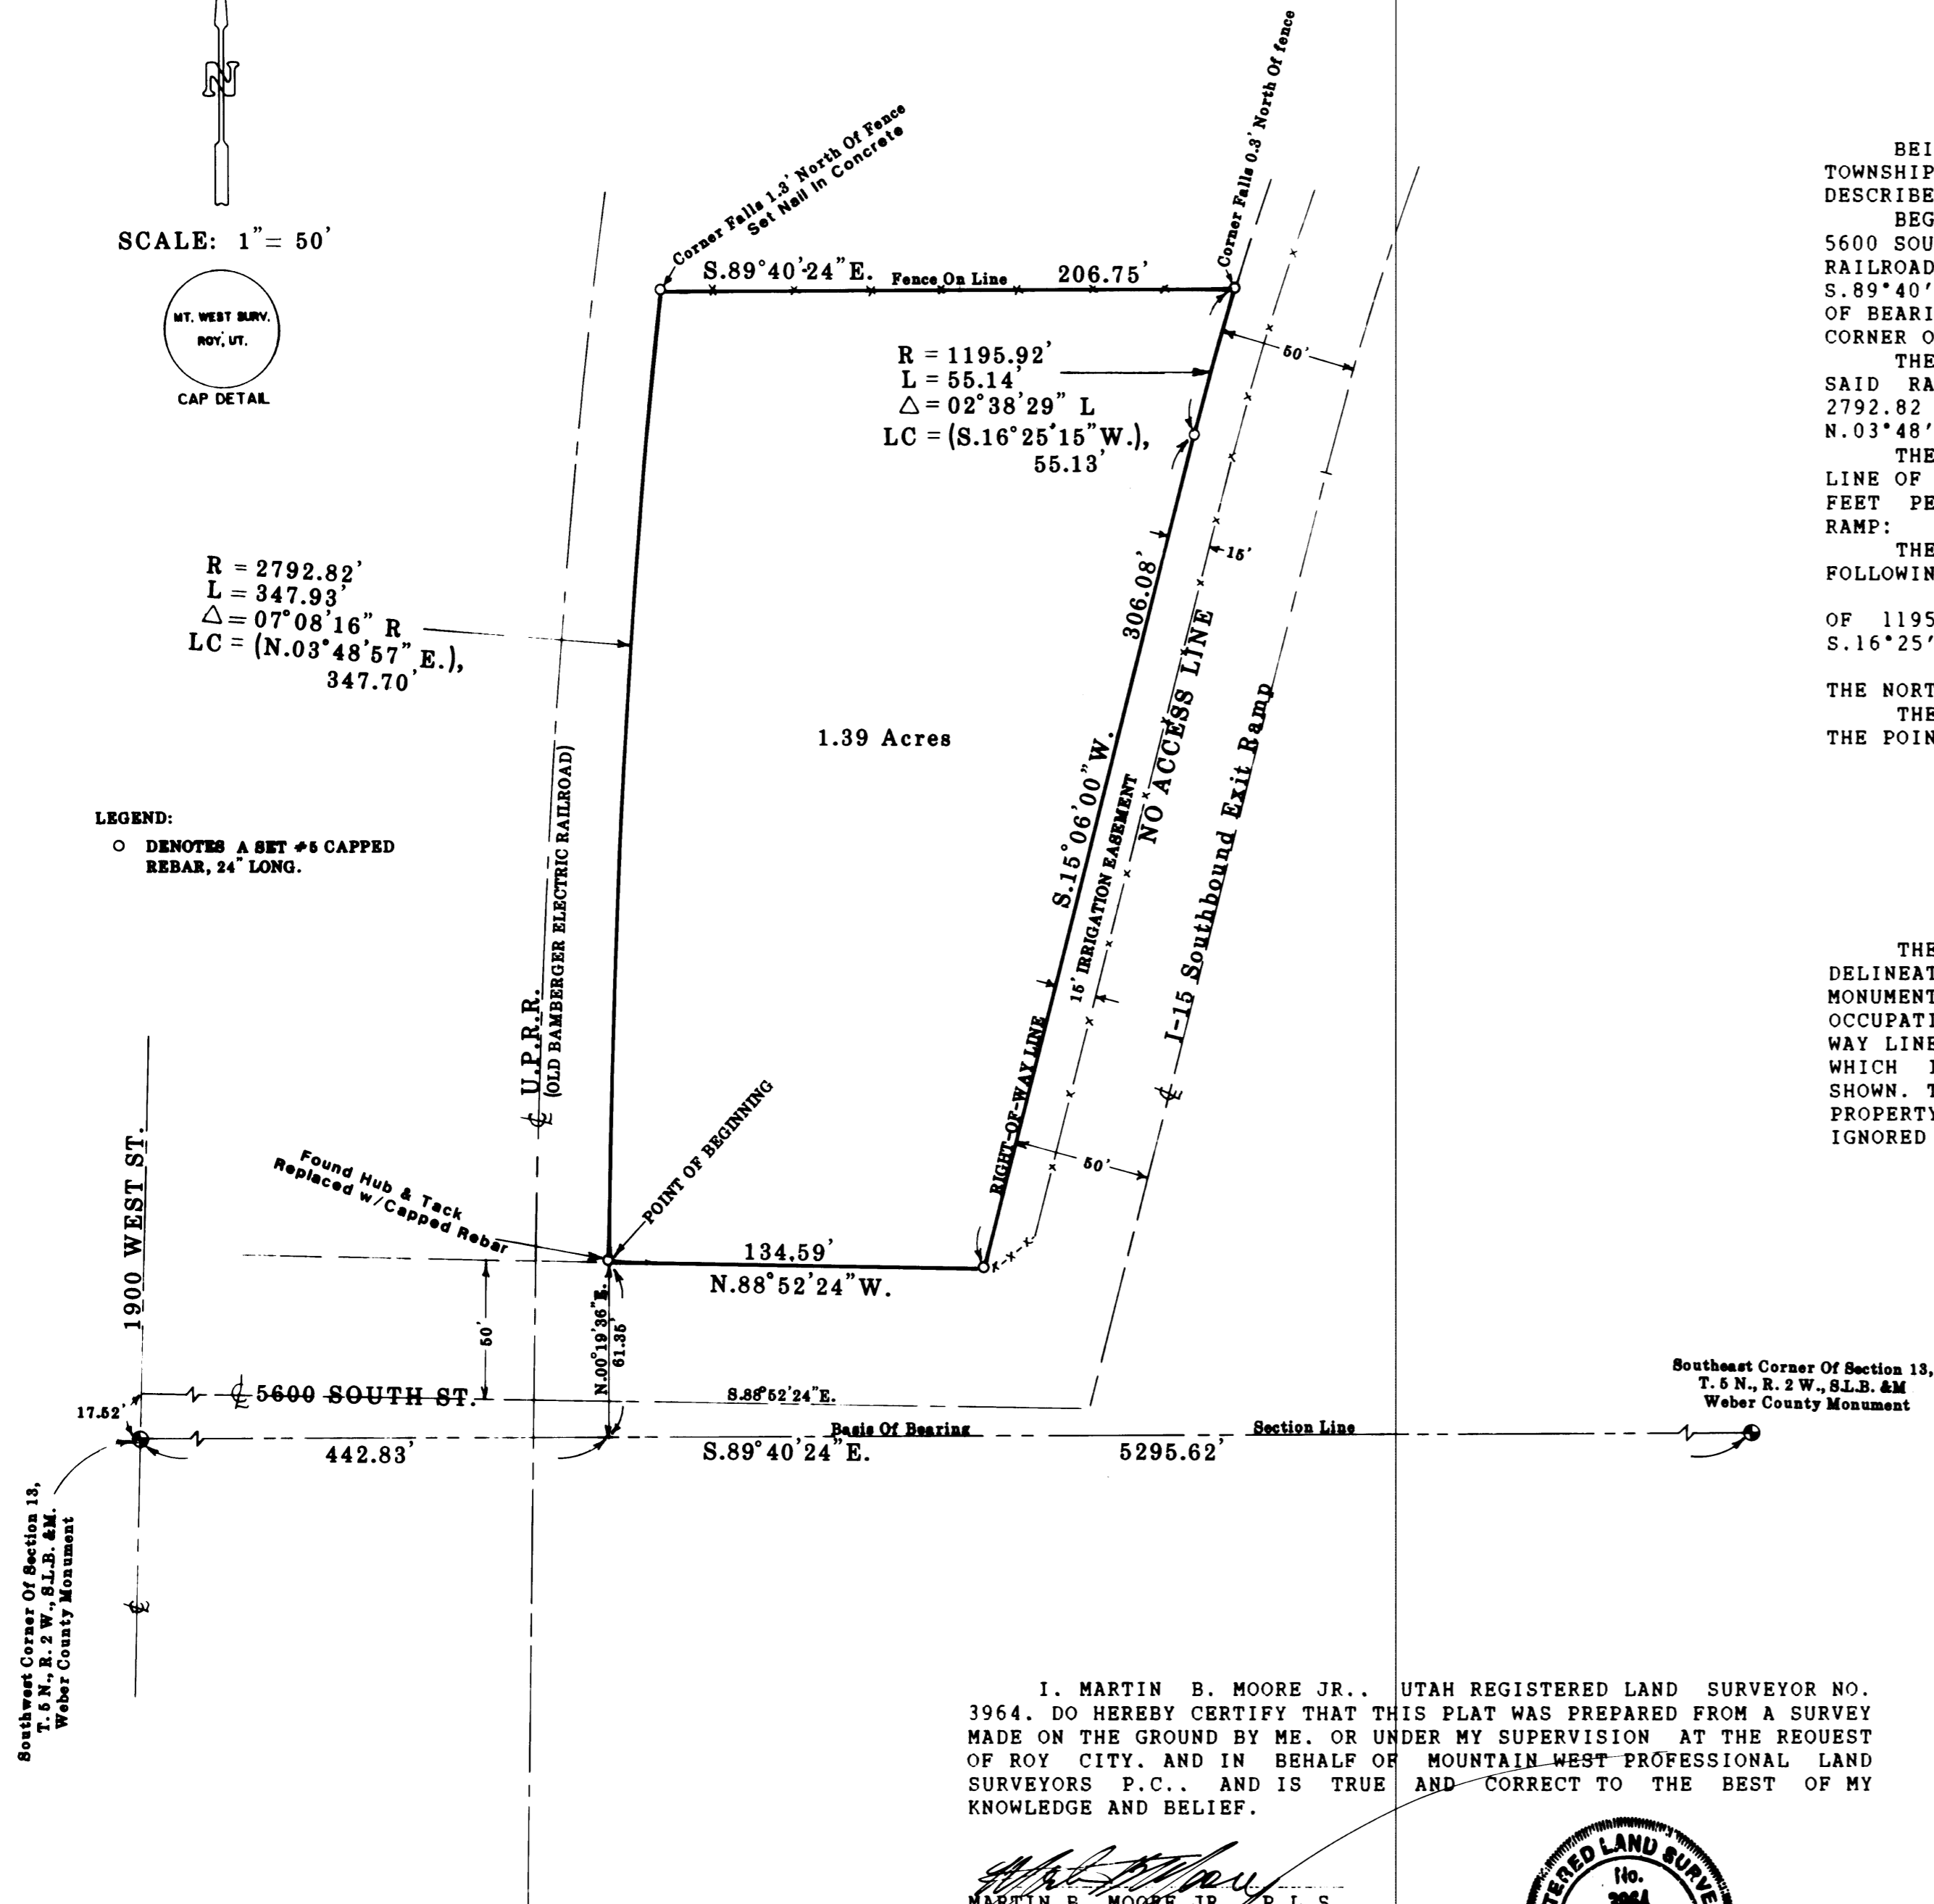 N
SCALE: 1"= 50'
MT. WEST SURV.
ROY, UT.
CAP DETAIL
Corner Falls 1.3' North Of Fence
Set Nail In Concrete
Corner Falls 0.3' North Of fence
S.89°40'24"E. Fence On Line 206.75'
R = 1195.92'
L = 55.14'
△ = 02°38'29" L
LC = (S.16°25'15"W.),
55.13'
50'
15'
R = 2792.82'
L = 347.93'
△ = 07°08'16" R
LC = (N.03°48'57"E.),
347.70'
1.39 Acres
306.08'
S.15°06'00"W.
RIGHT-OF-WAY LINE
15' IRRIGATION EASEMENT
NO ACCESS LINE
I-15 Southbound Exit Ramp
℄
50'
LEGEND:
○ DENOTES A SET #5 CAPPED
REBAR, 24" LONG.
℄ U.P.R.R.
(OLD BAMBERGER ELECTRIC RAILROAD)
1900 WEST ST.
Found Hub & Tack
Replaced w/Capped Rebar
POINT OF BEGINNING
134.59'
N.88°52'24"W.
50'
N.00°19'36"E.
61.35'
℄ 5600 SOUTH ST.
S.88°52'24"E.
17.52'
Basis Of Bearing
Section Line
442.83'
S.89°40'24"E.
5295.62'
Southeast Corner Of Section 13,
T. 5 N., R. 2 W., S.L.B. &M
Weber County Monument
Southwest Corner Of Section 13,
T. 5 N., R. 2 W., S.L.B. &M.
Weber County Monument
℄
BEI
TOWNSHIP
DESCRIBE
BEG
5600 SOU
RAILROAD
S.89°40'
OF BEARI
CORNER O
THE
SAID RA
2792.82
N.03°48'
THE
LINE OF
FEET PE
RAMP:
THE
FOLLOWIN
OF 1195
S.16°25'
THE NORT
THE
THE POIN
THE
DELINEAT
MONUMENT
OCCUPATI
WAY LINE
WHICH I
SHOWN. T
PROPERTY
IGNORED
I. MARTIN B. MOORE JR.. UTAH REGISTERED LAND SURVEYOR NO.
3964. DO HEREBY CERTIFY THAT THIS PLAT WAS PREPARED FROM A SURVEY
MADE ON THE GROUND BY ME. OR UNDER MY SUPERVISION AT THE REQUEST
OF ROY CITY. AND IN BEHALF OF MOUNTAIN WEST PROFESSIONAL LAND
SURVEYORS P.C.. AND IS TRUE AND CORRECT TO THE BEST OF MY
KNOWLEDGE AND BELIEF.
MARTIN B. MOORE JR. P.L.S.
TERED LAND SURVE
No.
3964